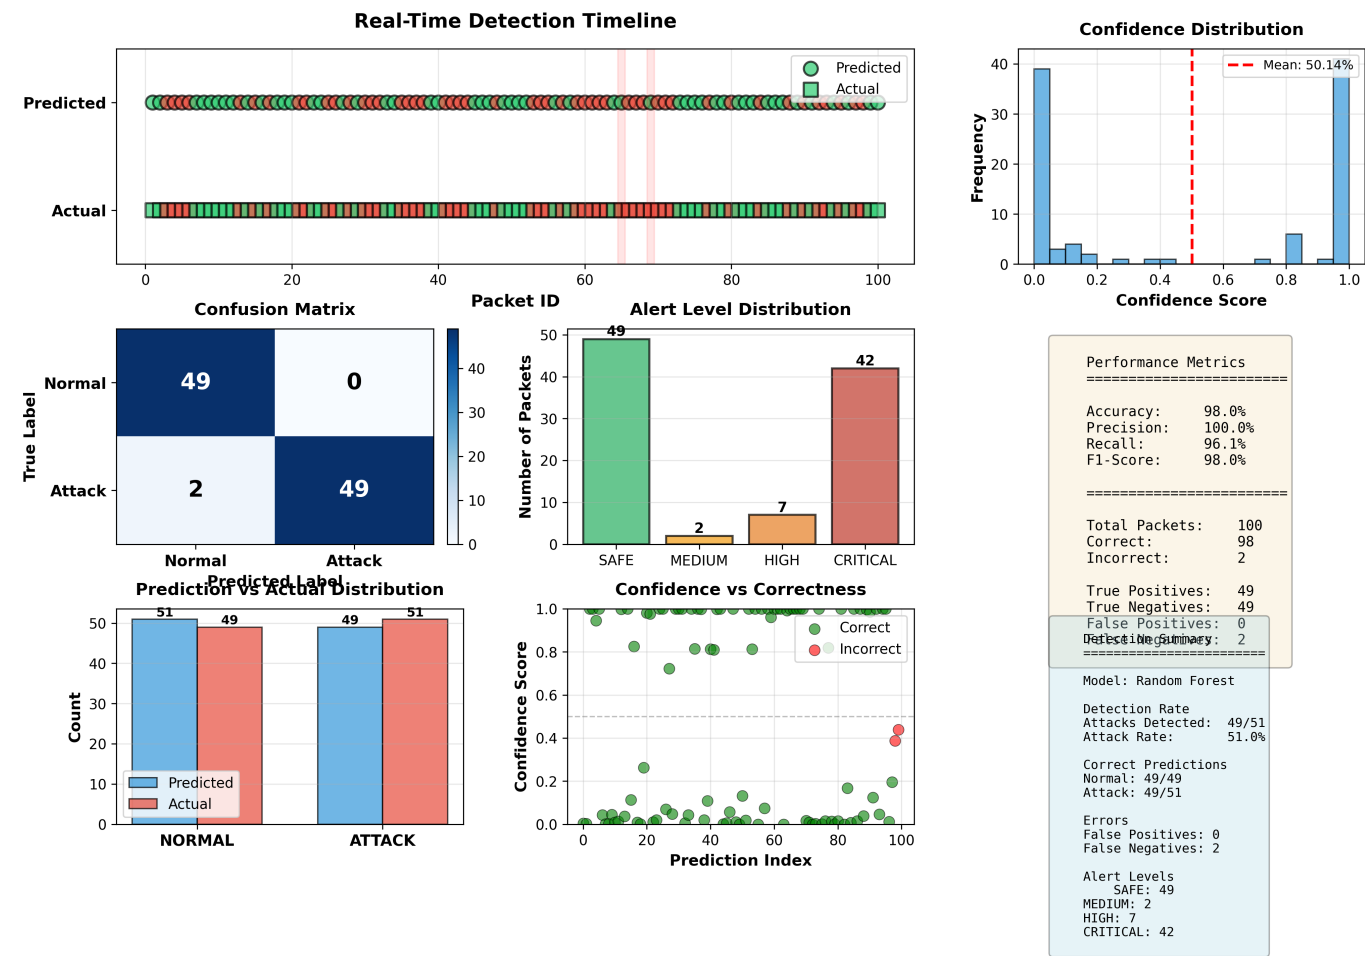 Real-Time Detection Timeline
Predicted
Actual
Predicted
Actual
0
20
40
60
80
100
Packet ID
Confidence Distribution
Mean: 50.14%
Frequency
40
30
20
10
0
0.0
0.2
0.4
0.6
0.8
1.0
Confidence Score
Confusion Matrix
True Label
Normal
Attack
49
0
2
49
Normal
Attack
Predicted Label
40
30
20
10
0
Alert Level Distribution
Number of Packets
50
40
30
20
10
0
49
2
7
42
SAFE
MEDIUM
HIGH
CRITICAL
Performance Metrics
========================
Accuracy: 98.0%
Precision: 100.0%
Recall: 96.1%
F1-Score: 98.0%
========================
Total Packets: 100
Correct: 98
Incorrect: 2
True Positives: 49
True Negatives: 49
False Positives: 0
False Negatives: 2
Prediction vs Actual Distribution
Count
50
40
30
20
10
0
51
49
49
51
Predicted
Actual
NORMAL
ATTACK
Confidence vs Correctness
Confidence Score
1.0
0.8
0.6
0.4
0.2
0.0
Correct
Incorrect
0
20
40
60
80
100
Prediction Index
Detection Summary
========================
Model: Random Forest
Detection Rate
Attacks Detected: 49/51
Attack Rate: 51.0%
Correct Predictions
Normal: 49/49
Attack: 49/51
Errors
False Positives: 0
False Negatives: 2
Alert Levels
SAFE: 49
MEDIUM: 2
HIGH: 7
CRITICAL: 42